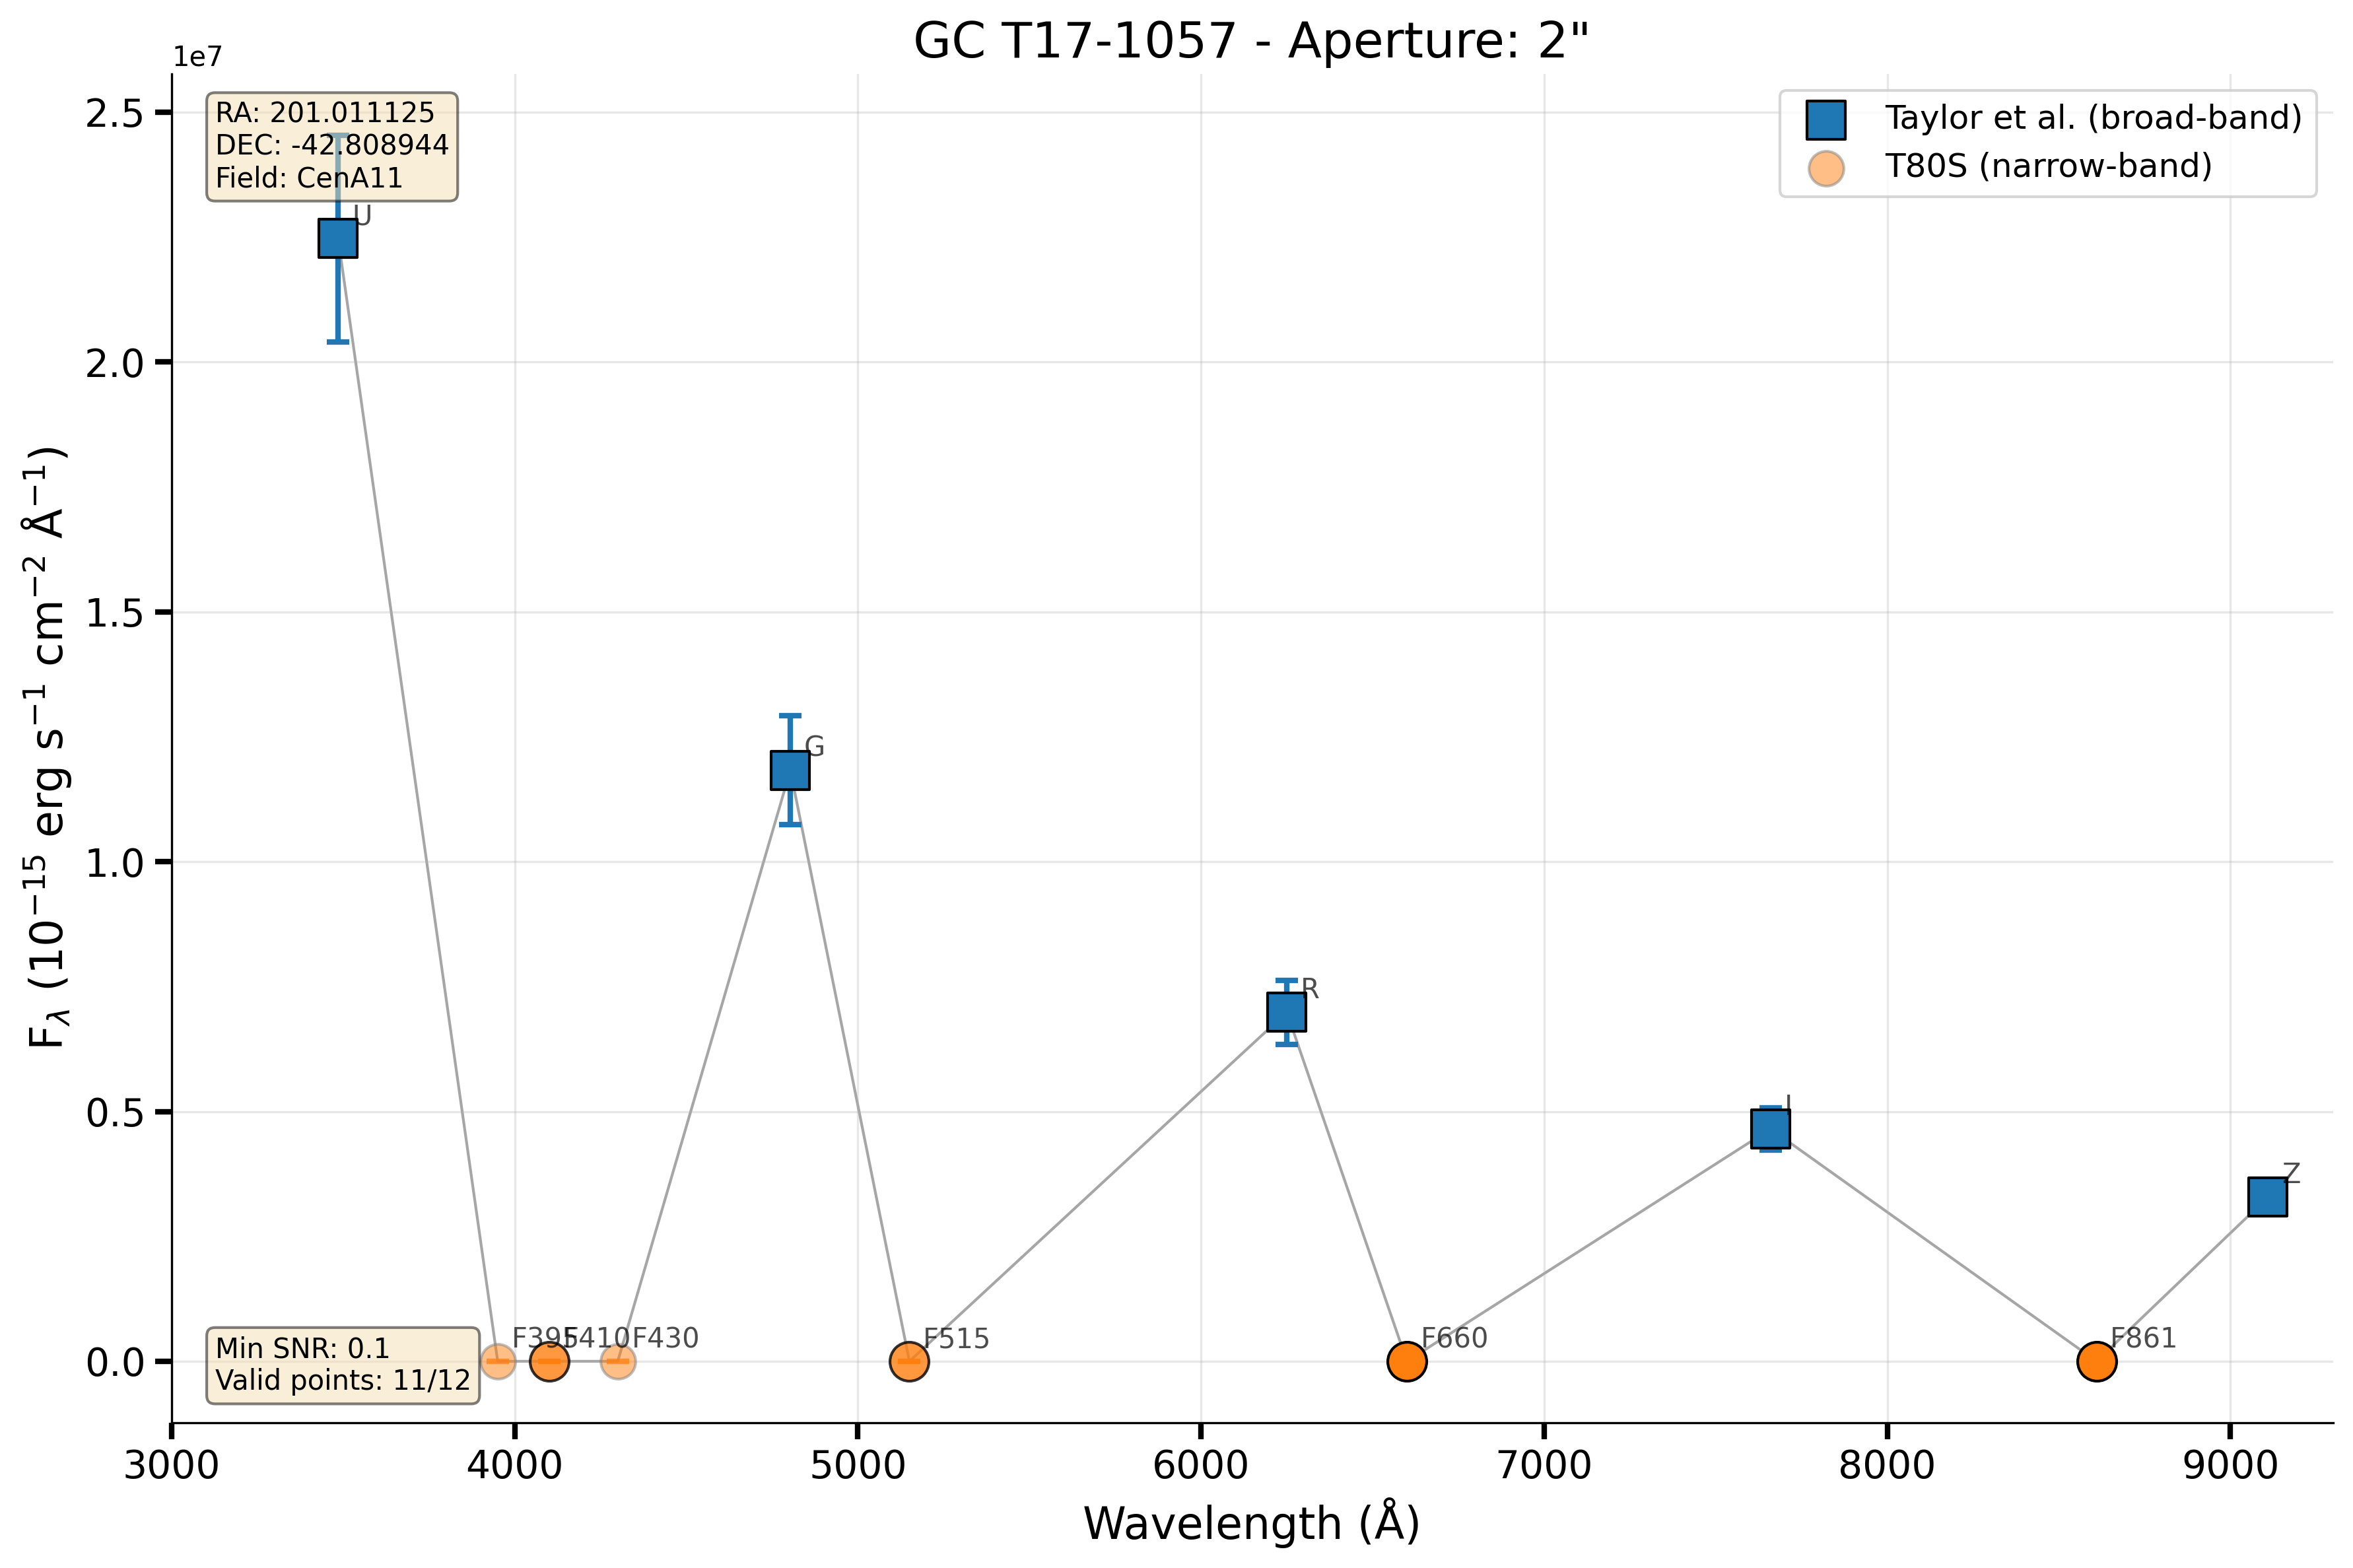 GC T17-1057 - Aperture: 2"
1e7
RA: 201.011125
DEC: -42.808944
Field: CenA11
Taylor et al. (broad-band)
T80S (narrow-band)
2.5
2.0
1.5
1.0
0.5
0.0
F_λ (10⁻¹⁵ erg s⁻¹ cm⁻² Å⁻¹)
U
G
R
I
Z
F395
F410
F430
F515
F660
F861
Min SNR: 0.1
Valid points: 11/12
3000
4000
5000
6000
7000
8000
9000
Wavelength (Å)